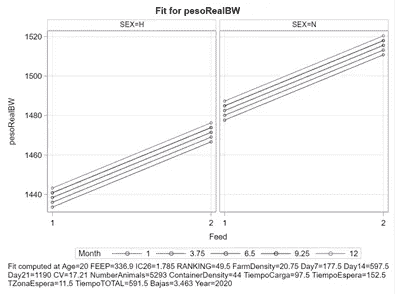 Fit for pesoRealBW
SEX=H
SEX=N
1520
1500
1480
1460
1440
pesoRealBW
1
2
1
2
Feed
Month 1 3.75 6.5 9.25 12
Fit computed at Age=20 FEEP=336.9 IC26=1.785 RANKING=49.5 FarmDensity=20.75 Day7=177.5 Day14=597.5
Day21=1190 CV=17.21 NumberAnimals=5293 ContainerDensity=44 TiempoCarga=97.5 TiempoEspera=152.5
TZonaEspera=11.5 TiempoTOTAL=591.5 Bajas=3.463 Year=2020